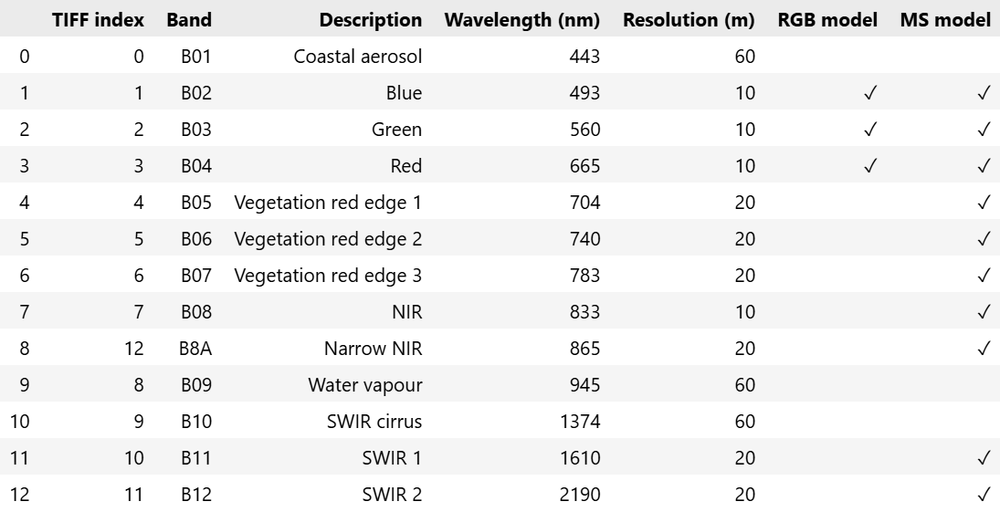 TIFF index Band Description Wavelength (nm) Resolution (m) RGB model MS model
0 0 B01 Coastal aerosol 443 60
1 1 B02 Blue 493 10 ✓ ✓
2 2 B03 Green 560 10 ✓ ✓
3 3 B04 Red 665 10 ✓ ✓
4 4 B05 Vegetation red edge 1 704 20 ✓
5 5 B06 Vegetation red edge 2 740 20 ✓
6 6 B07 Vegetation red edge 3 783 20 ✓
7 7 B08 NIR 833 10 ✓
8 12 B8A Narrow NIR 865 20 ✓
9 8 B09 Water vapour 945 60
10 9 B10 SWIR cirrus 1374 60
11 10 B11 SWIR 1 1610 20 ✓
12 11 B12 SWIR 2 2190 20 ✓